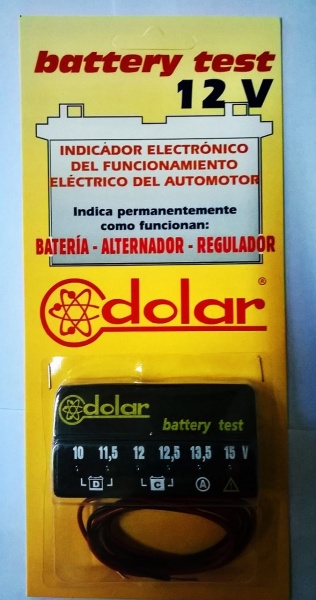 battery test
12 V
INDICADOR ELECTRÓNICO
DEL FUNCIONAMIENTO
ELÉCTRICO DEL AUTOMOTOR
Indica permanentemente
como funcionan:
BATERÍA - ALTERNADOR - REGULADOR
dolar®
dolar
battery test
10 11,5 12 12,5 13,5 15 V
D C A